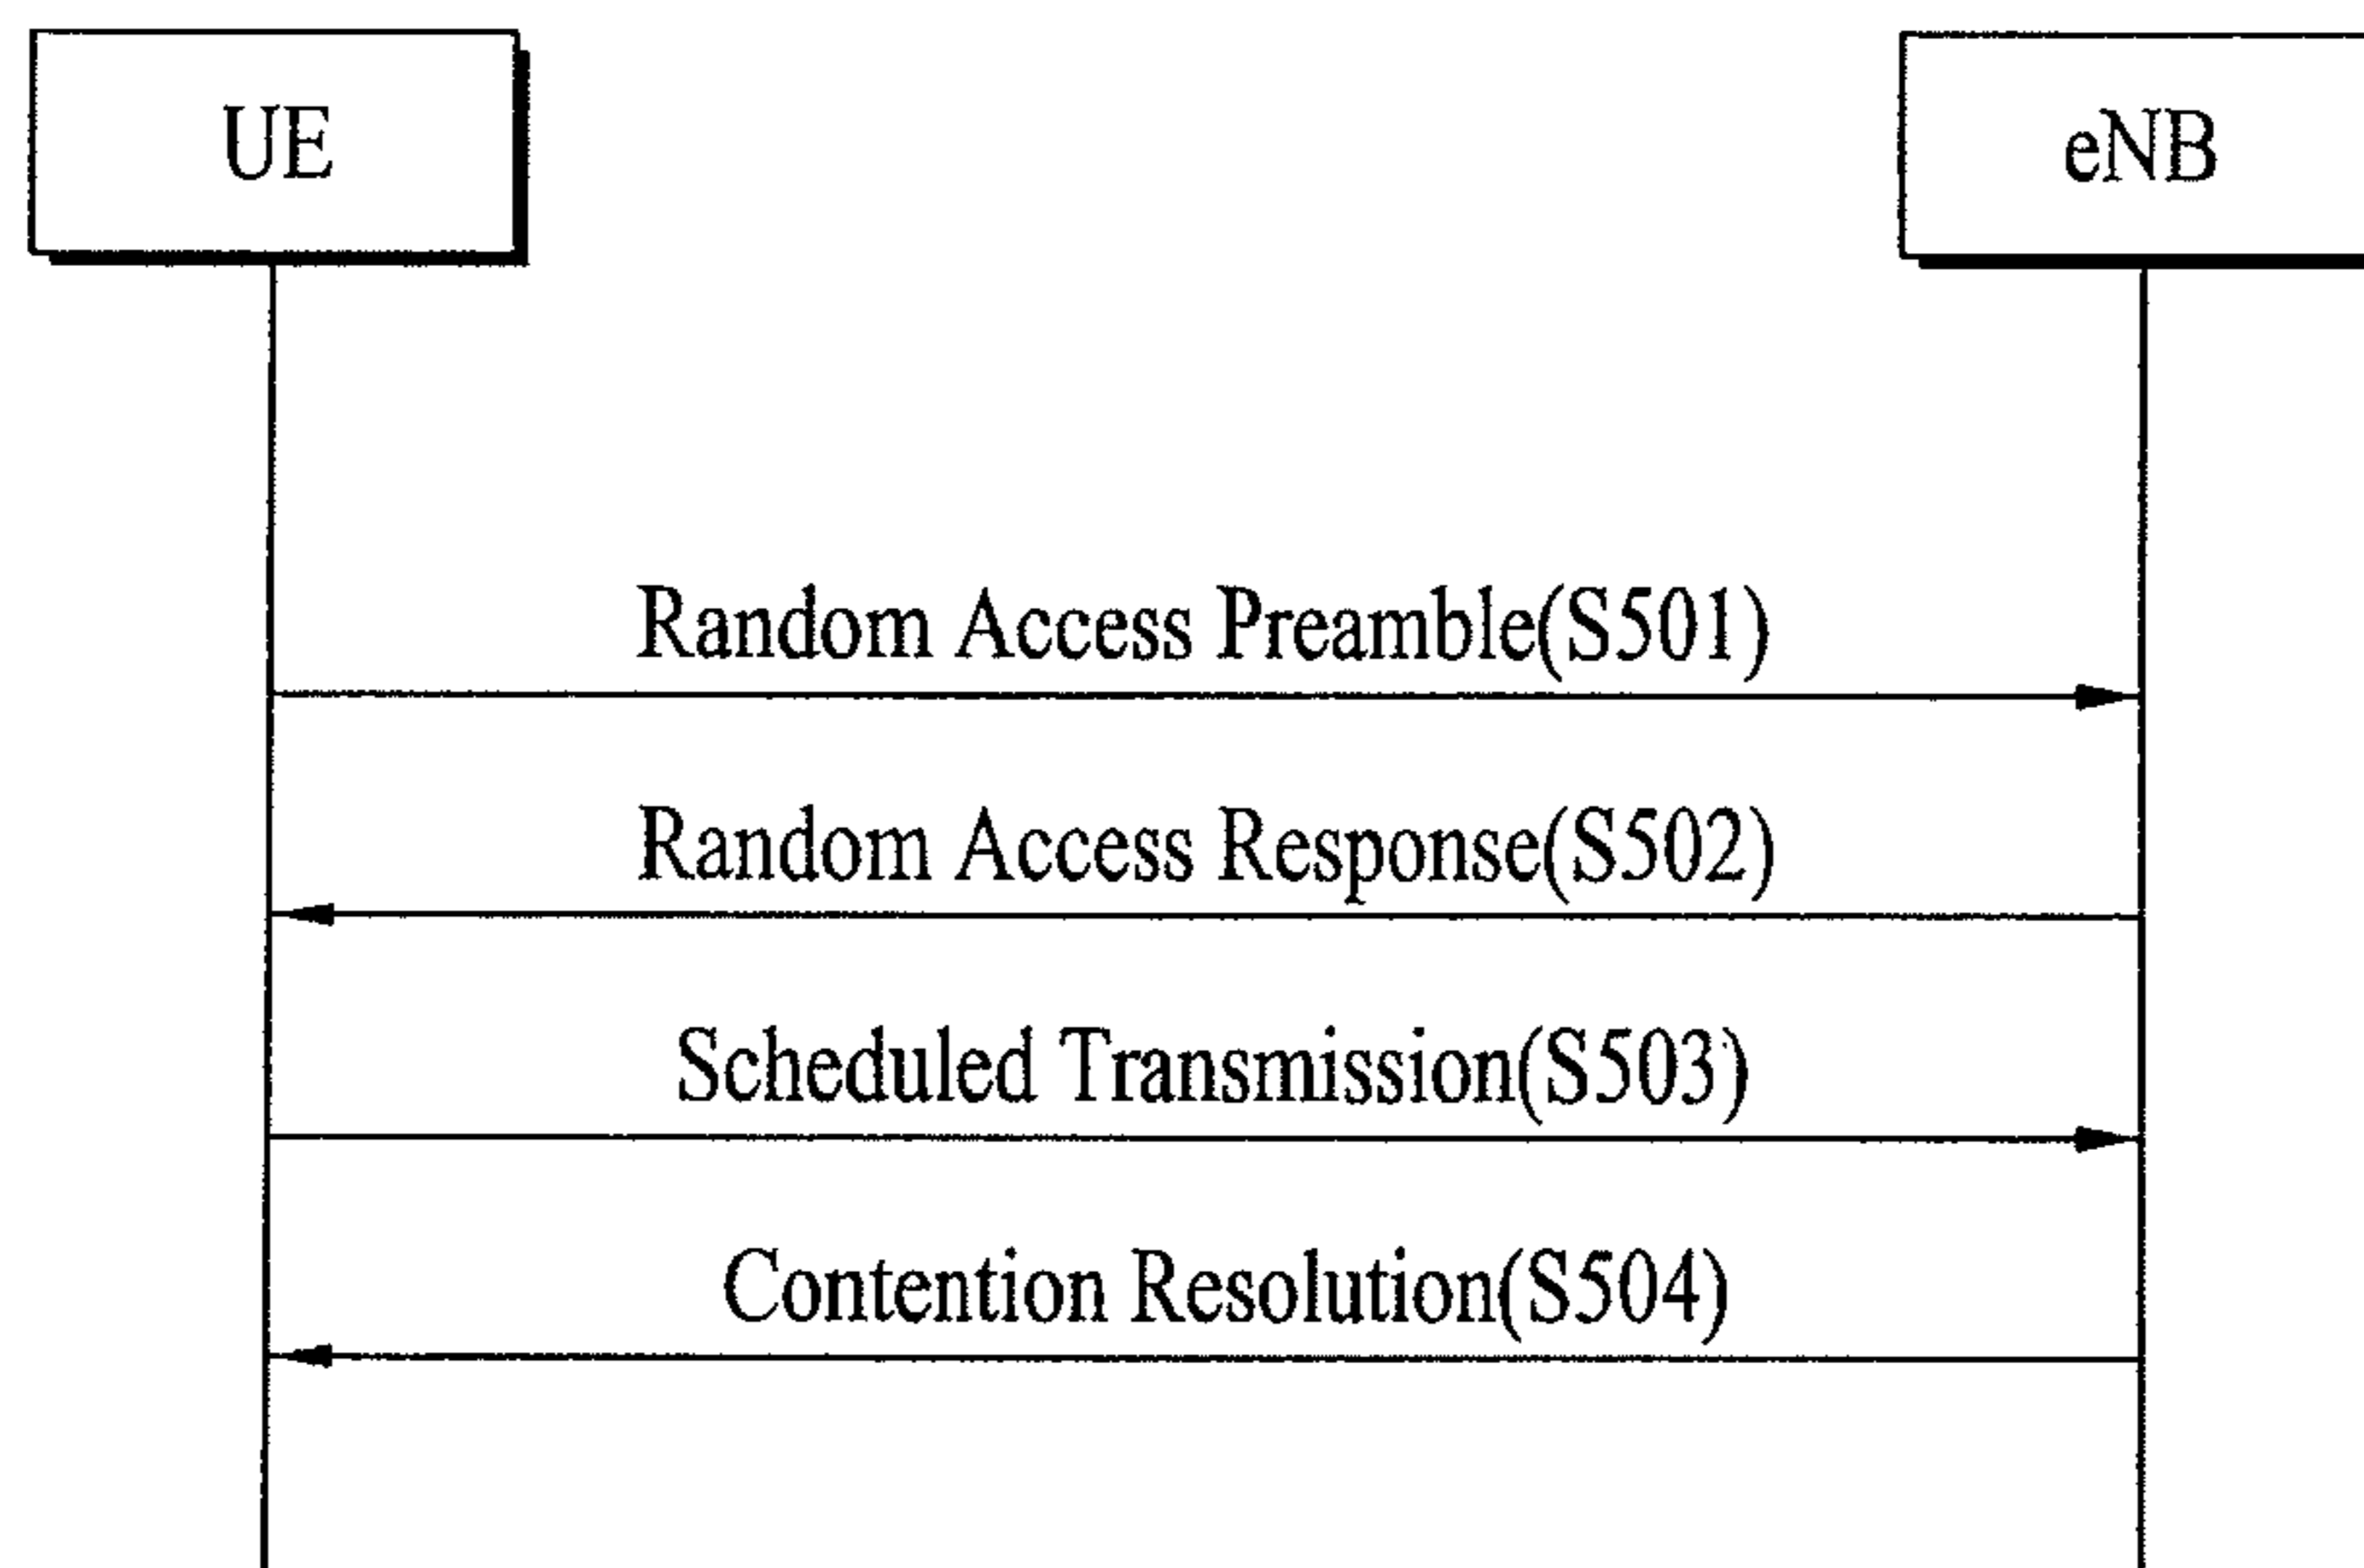 UE
eNB
Random Access Preamble(S501)
Random Access Response(S502)
Scheduled Transmission(S503)
Contention Resolution(S504)